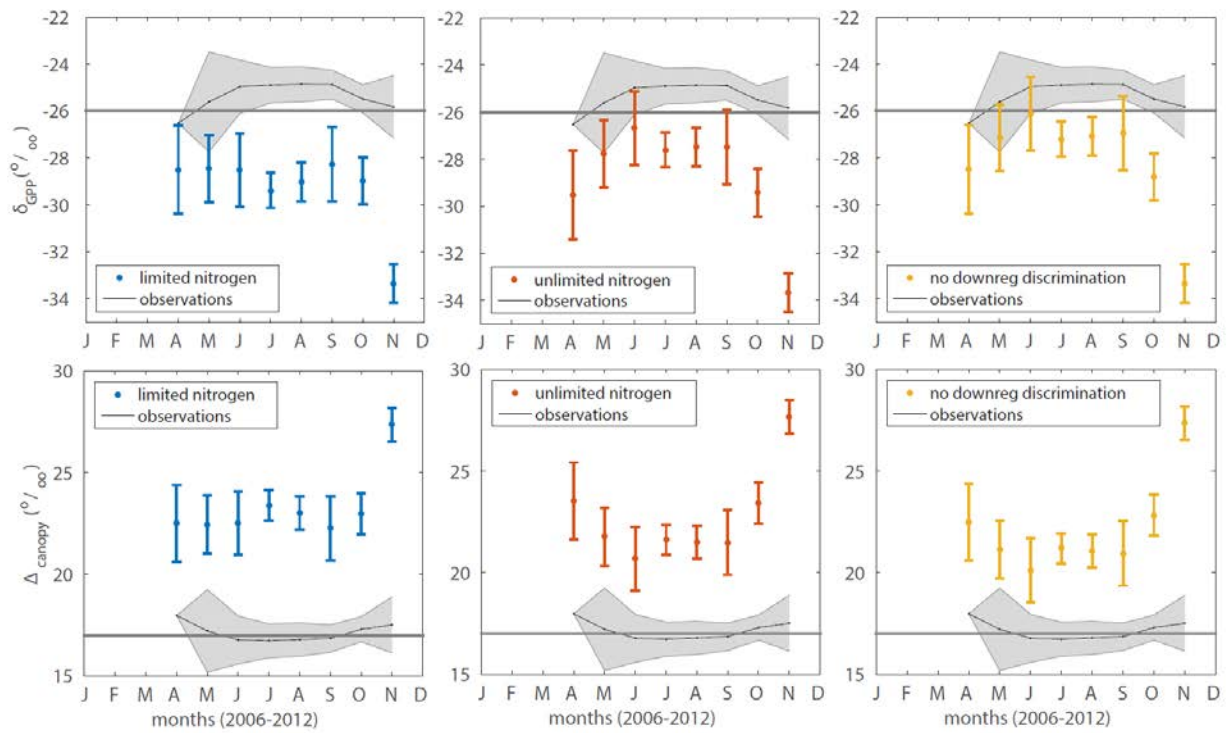 -22
-24
-26
-28
-30
-32
-34
δGPP (°/oo)
limited nitrogen
observations
J F M A M J J A S O N D
-22
-24
-26
-28
-30
-32
-34
unlimited nitrogen
observations
J F M A M J J A S O N D
-22
-24
-26
-28
-30
-32
-34
no downreg discrimination
observations
J F M A M J J A S O N D
30
25
20
15
Δcanopy (°/oo)
limited nitrogen
observations
J F M A M J J A S O N D
months (2006-2012)
30
25
20
15
unlimited nitrogen
observations
J F M A M J J A S O N D
months (2006-2012)
30
25
20
15
no downreg discrimination
observations
J F M A M J J A S O N D
months (2006-2012)